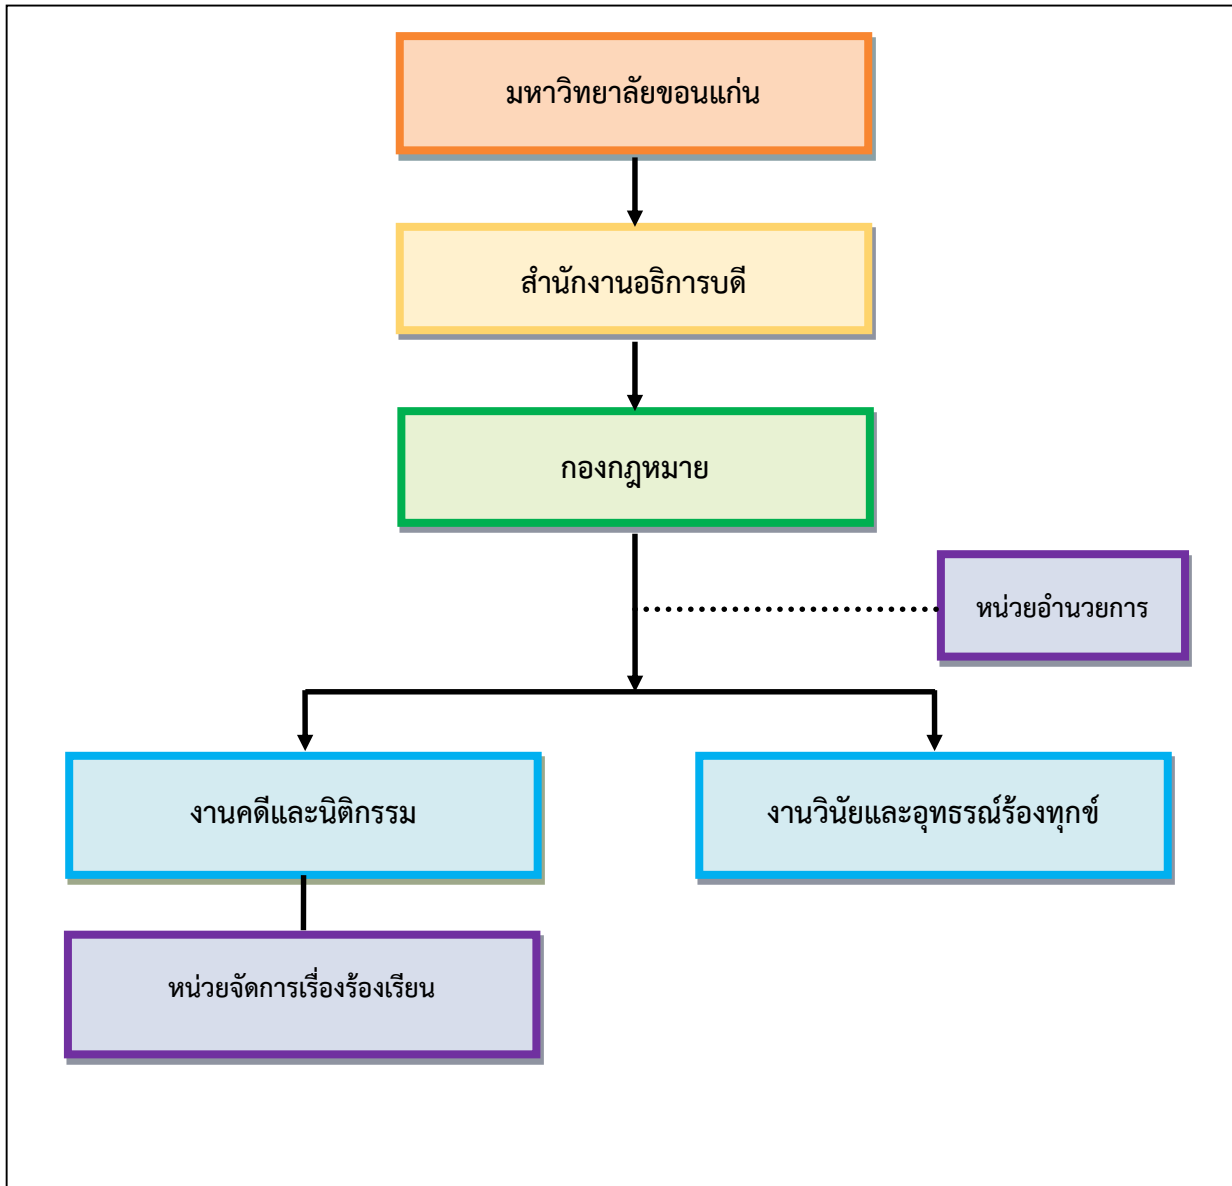 มหาวิทยาลัยขอนแก่น
สำนักงานอธิการบดี
กองกฎหมาย
หน่วยอำนวยการ
งานคดีและนิติกรรม
งานวินัยและอุทธรณ์ร้องทุกข์
หน่วยจัดการเรื่องร้องเรียน